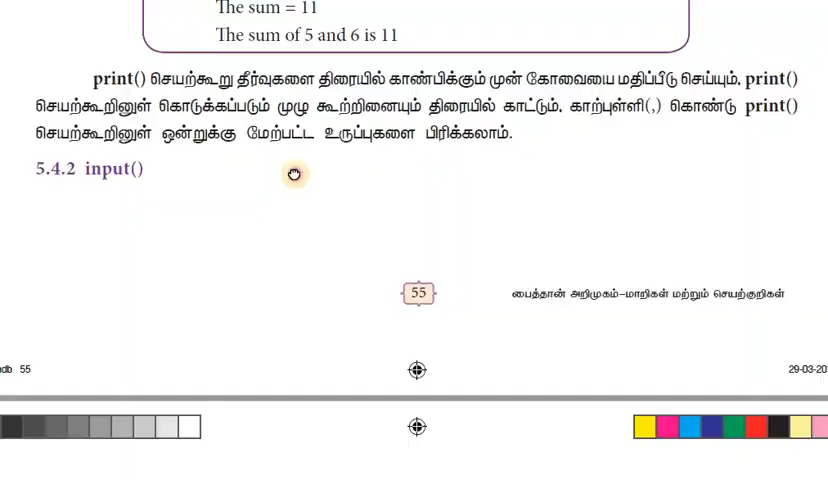 The sum = 11
The sum of 5 and 6 is 11
print() செயற்கூறு தீர்வுகளை திரையில் காண்பிக்கும் முன் கோவையை மதிப்பீடு செய்யும். print()
செயற்கூறினுள் கொடுக்கப்படும் முழு கூற்றினையும் திரையில் காட்டும். காற்புள்ளி(,) கொண்டு print()
செயற்கூறினுள் ஒன்றுக்கு மேற்பட்ட உருப்புகளை பிரிக்கலாம்.
5.4.2 input()
55
பைத்தான் அறிமுகம்–மாறிகள் மற்றும் செயற்குறிகள்
ndb 55
29-03-201